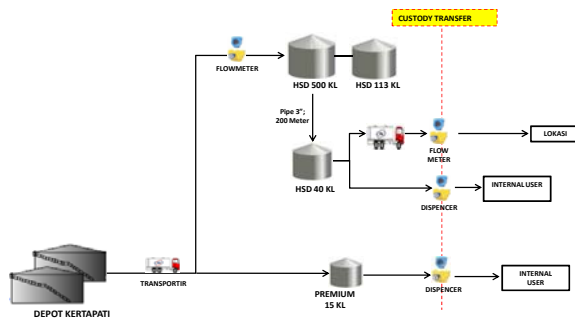 CUSTODY TRANSFER
FLOWMETER
HSD 500 KL
HSD 113 KL
Pipe 3";
200 Meter
HSD 40 KL
FLOW
METER
LOKASI
DISPENCER
INTERNAL USER
DEPOT KERTAPATI
TRANSPORTIR
PREMIUM
15 KL
DISPENCER
INTERNAL
USER